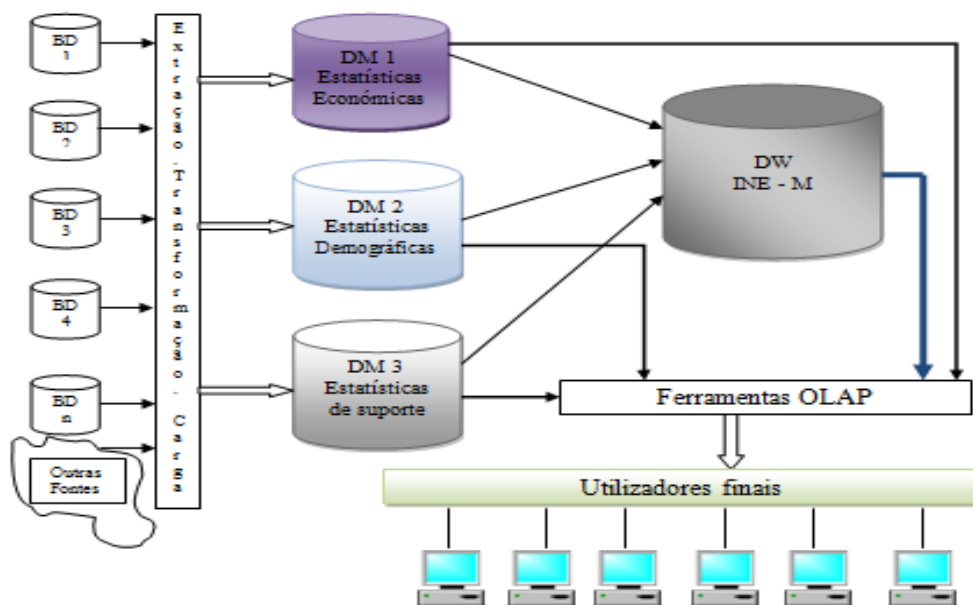 BD
1
BD
2
BD
3
BD
4
BD
n
Outras
Fontes
Extração.Transformação. Carga
DM 1
Estatísticas
Económicas
DM 2
Estatísticas
Demográficas
DM 3
Estatísticas
de suporte
DW
INE - M
Ferramentas OLAP
Utilizadores finais